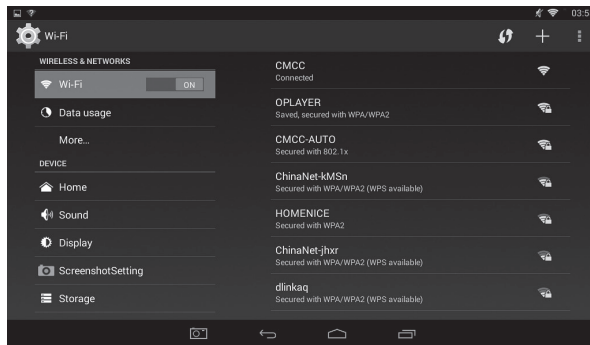 03:5
Wi-Fi
WIRELESS & NETWORKS
Wi-Fi ON
Data usage
More...
DEVICE
Home
Sound
Display
ScreenshotSetting
Storage
CMCC
Connected
OPLAYER
Saved, secured with WPA/WPA2
CMCC-AUTO
Secured with 802.1x
ChinaNet-kMSn
Secured with WPA/WPA2 (WPS available)
HOMENICE
Secured with WPA2
ChinaNet-jhxr
Secured with WPA/WPA2 (WPS available)
dlinkaq
Secured with WPA/WPA2 (WPS available)